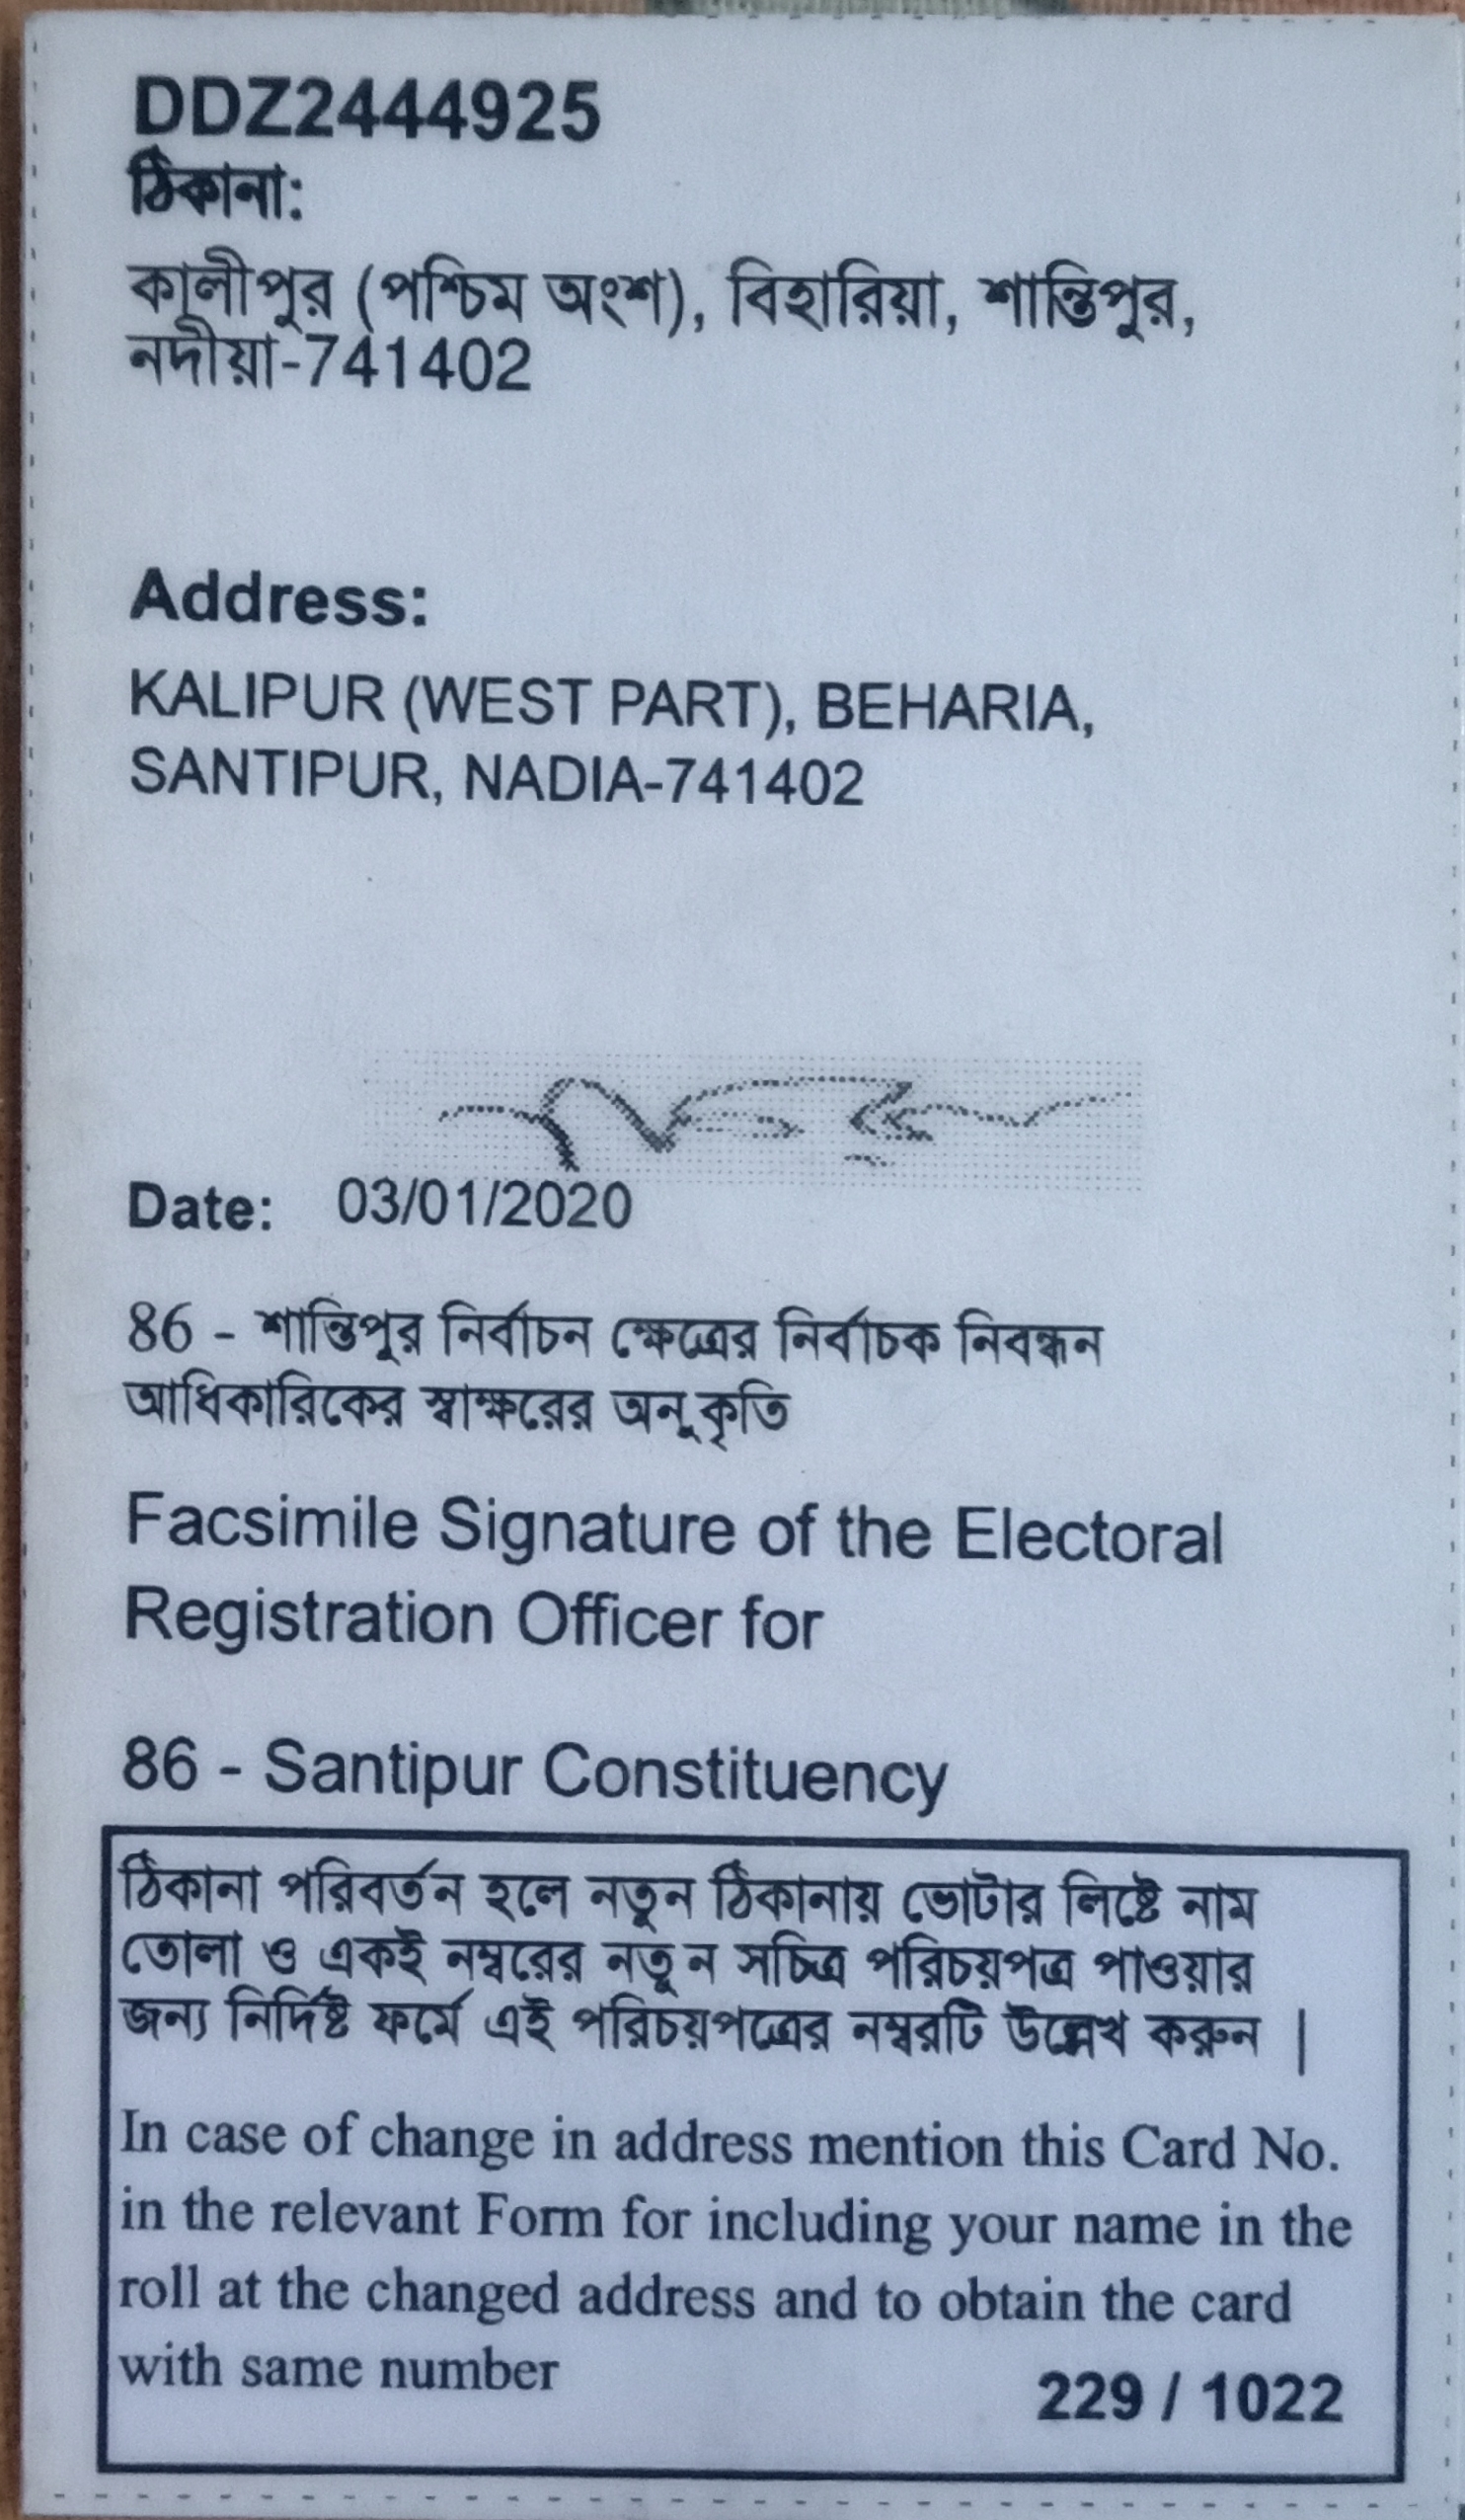 DDZ2444925
ঠিকানা:
কালীপুর (পশ্চিম অংশ), বিহারিয়া, শান্তিপুর,
নদীয়া-741402
Address:
KALIPUR (WEST PART), BEHARIA,
SANTIPUR, NADIA-741402
Date: 03/01/2020
86 - শান্তিপুর নির্বাচন ক্ষেত্রের নির্বাচক নিবন্ধন
আধিকারিকের স্বাক্ষরের অনুকৃতি
Facsimile Signature of the Electoral
Registration Officer for
86 - Santipur Constituency
ঠিকানা পরিবর্তন হলে নতুন ঠিকানায় ভোটার লিষ্টে নাম
তোলা ও একই নম্বরের নতুন সচিত্র পরিচয়পত্র পাওয়ার
জন্য নির্দিষ্ট ফর্মে এই পরিচয়পত্রের নম্বরটি উল্লেখ করুন |
In case of change in address mention this Card No.
in the relevant Form for including your name in the
roll at the changed address and to obtain the card
with same number
229 / 1022